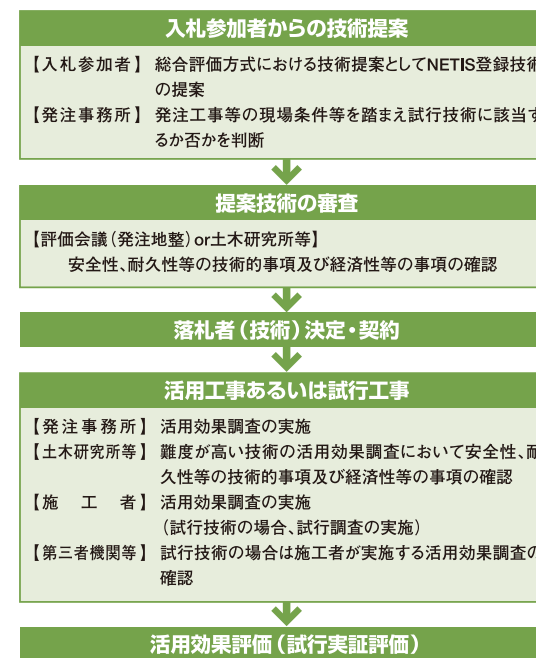 入札参加者からの技術提案
【入札参加者】 総合評価方式における技術提案としてNETIS登録技術
の提案
【発注事務所】 発注工事等の現場条件等を踏まえ試行技術に該当す
るか否かを判断
提案技術の審査
【評価会議（発注地整）or土木研究所等】
安全性、耐久性等の技術的事項及び経済性等の事項の確認
落札者（技術）決定・契約
活用工事あるいは試行工事
【発注事務所】 活用効果調査の実施
【土木研究所等】 難度が高い技術の活用効果調査において安全性、耐
久性等の技術的事項及び経済性等の事項の確認
【施　工　者】 活用効果調査の実施
（試行技術の場合、試行調査の実施）
【第三者機関等】 試行技術の場合は施工者が実施する活用効果調査の
確認
活用効果評価（試行実証評価）